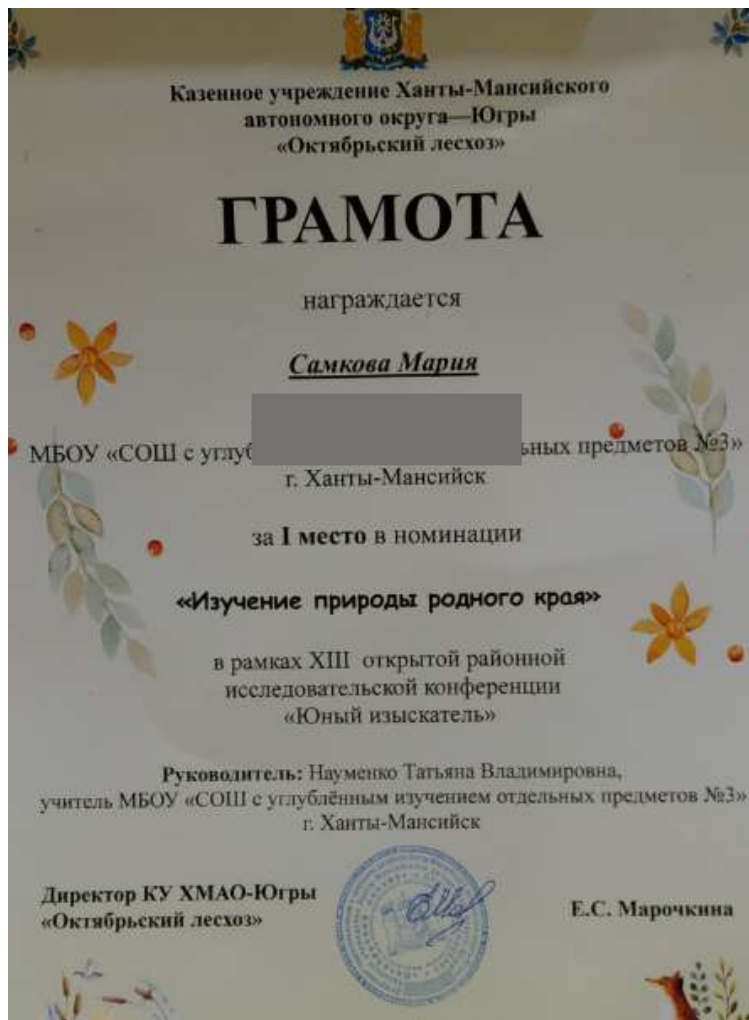 Казенное учреждение Ханты-Мансийского
автономного округа—Югры
«Октябрьский лесхоз»
ГРАМОТА
награждается
Самкова Мария
МБОУ «СОШ с углуб ьных предметов №3»
г. Ханты-Мансийск
за I место в номинации
«Изучение природы родного края»
в рамках XIII открытой районной
исследовательской конференции
«Юный изыскатель»
Руководитель: Науменко Татьяна Владимировна,
учитель МБОУ «СОШ с углублённым изучением отдельных предметов №3»
г. Ханты-Мансийск
Директор КУ ХМАО-Югры
«Октябрьский лесхоз»
Е.С. Марочкина